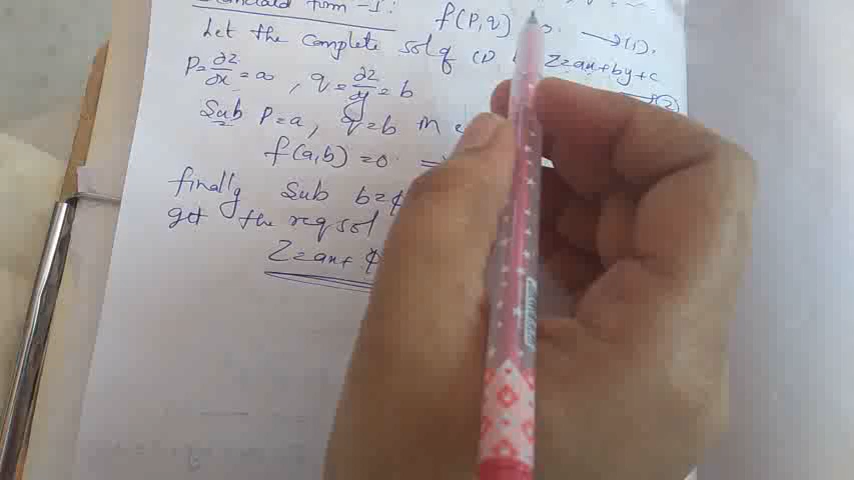 Standard form -I:
f(P,q) 0. →(1).
Let the Complete sol of (1) Z=ax+by+c
P=∂z/∂x=a, q=∂z/∂y=b →(2)
Sub P=a, q=b in
f(a,b)=0.
finally Sub b=ϕ
get the req sol
Z=ax+ϕ